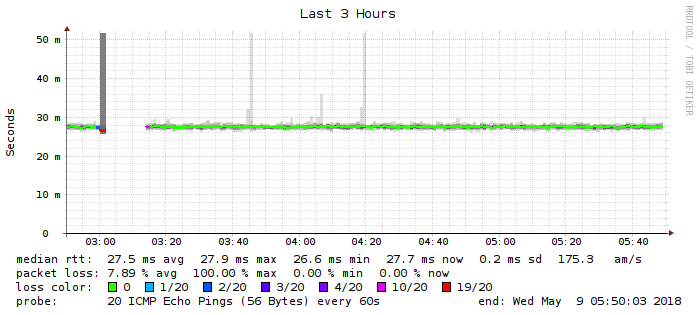 Last 3 Hours
RRDTOOL / TOBI OETIKER
Seconds
50 m
40 m
30 m
20 m
10 m
0
03:00 03:20 03:40 04:00 04:20 04:40 05:00 05:20 05:40
median rtt: 27.5 ms avg 27.9 ms max 26.6 ms min 27.7 ms now 0.2 ms sd 175.3 am/s
packet loss: 7.89 % avg 100.00 % max 0.00 % min 0.00 % now
loss color: 0 1/20 2/20 3/20 4/20 10/20 19/20
probe: 20 ICMP Echo Pings (56 Bytes) every 60s end: Wed May 9 05:50:03 2018